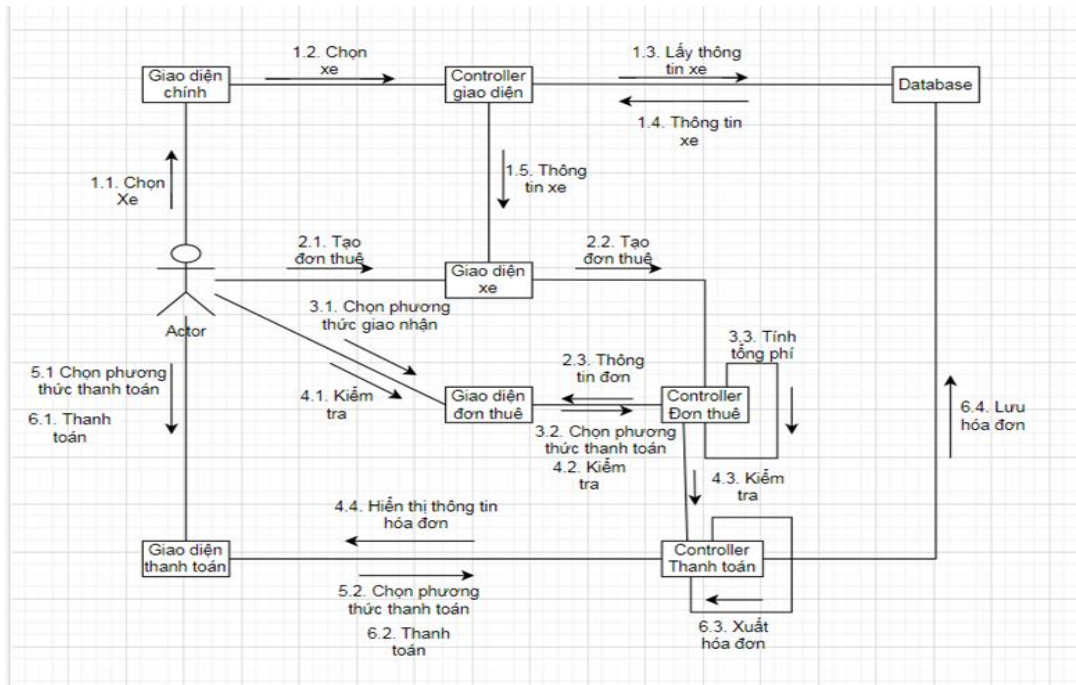 1.2. Chọn
xe
1.3. Lấy thông
tin xe
Giao diện
chính
Controller
giao diện
Database
1.4. Thông tin
xe
1.1. Chọn
Xe
1.5. Thông
tin xe
2.1. Tạo
đơn thuê
2.2. Tạo
đơn thuê
Giao diện
xe
Actor
3.1. Chọn phương
thức giao nhận
3.3. Tính
tổng phí
5.1 Chọn phương
thức thanh toán
6.1. Thanh
toán
4.1. Kiểm
tra
2.3. Thông
tin đơn
Giao diện
đơn thuê
Controller
Đơn thuê
3.2. Chọn phương
thức thanh toán
4.2. Kiểm
tra
6.4. Lưu
hóa đơn
4.3. Kiểm
tra
4.4. Hiển thị thông tin
hóa đơn
Giao diện
thanh toán
Controller
Thanh toán
5.2. Chọn phương
thức thanh toán
6.2. Thanh
toán
6.3. Xuất
hóa đơn